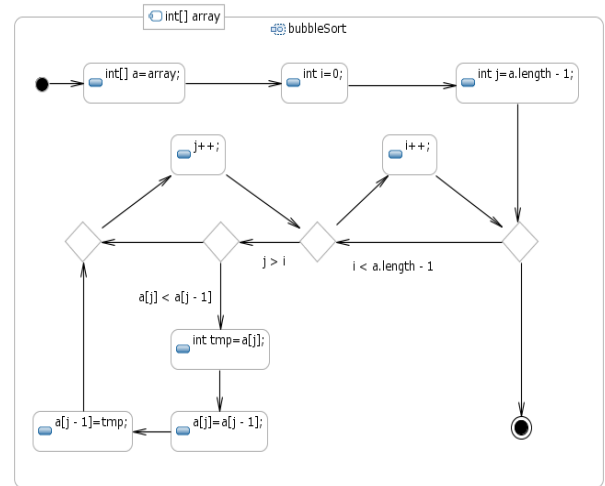 int[] array
bubbleSort
int[] a=array;
int i=0;
int j=a.length - 1;
j++;
i++;
j > i
i < a.length - 1
a[j] < a[j - 1]
int tmp=a[j];
a[j - 1]=tmp;
a[j]=a[j - 1];